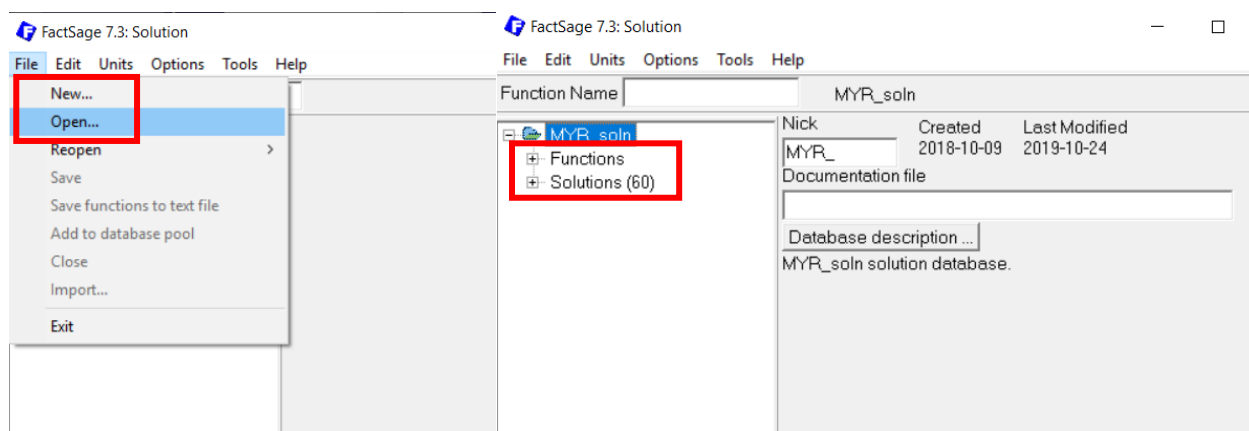 FactSage 7.3: Solution
File Edit Units Options Tools Help
New...
Open...
Reopen
Save
Save functions to text file
Add to database pool
Close
Import...
Exit
FactSage 7.3: Solution
File Edit Units Options Tools Help
Function Name MYR_soln
MYR_soln
Functions
Solutions (60)
Nick Created Last Modified
MYR_ 2018-10-09 2019-10-24
Documentation file
Database description ...
MYR_soln solution database.